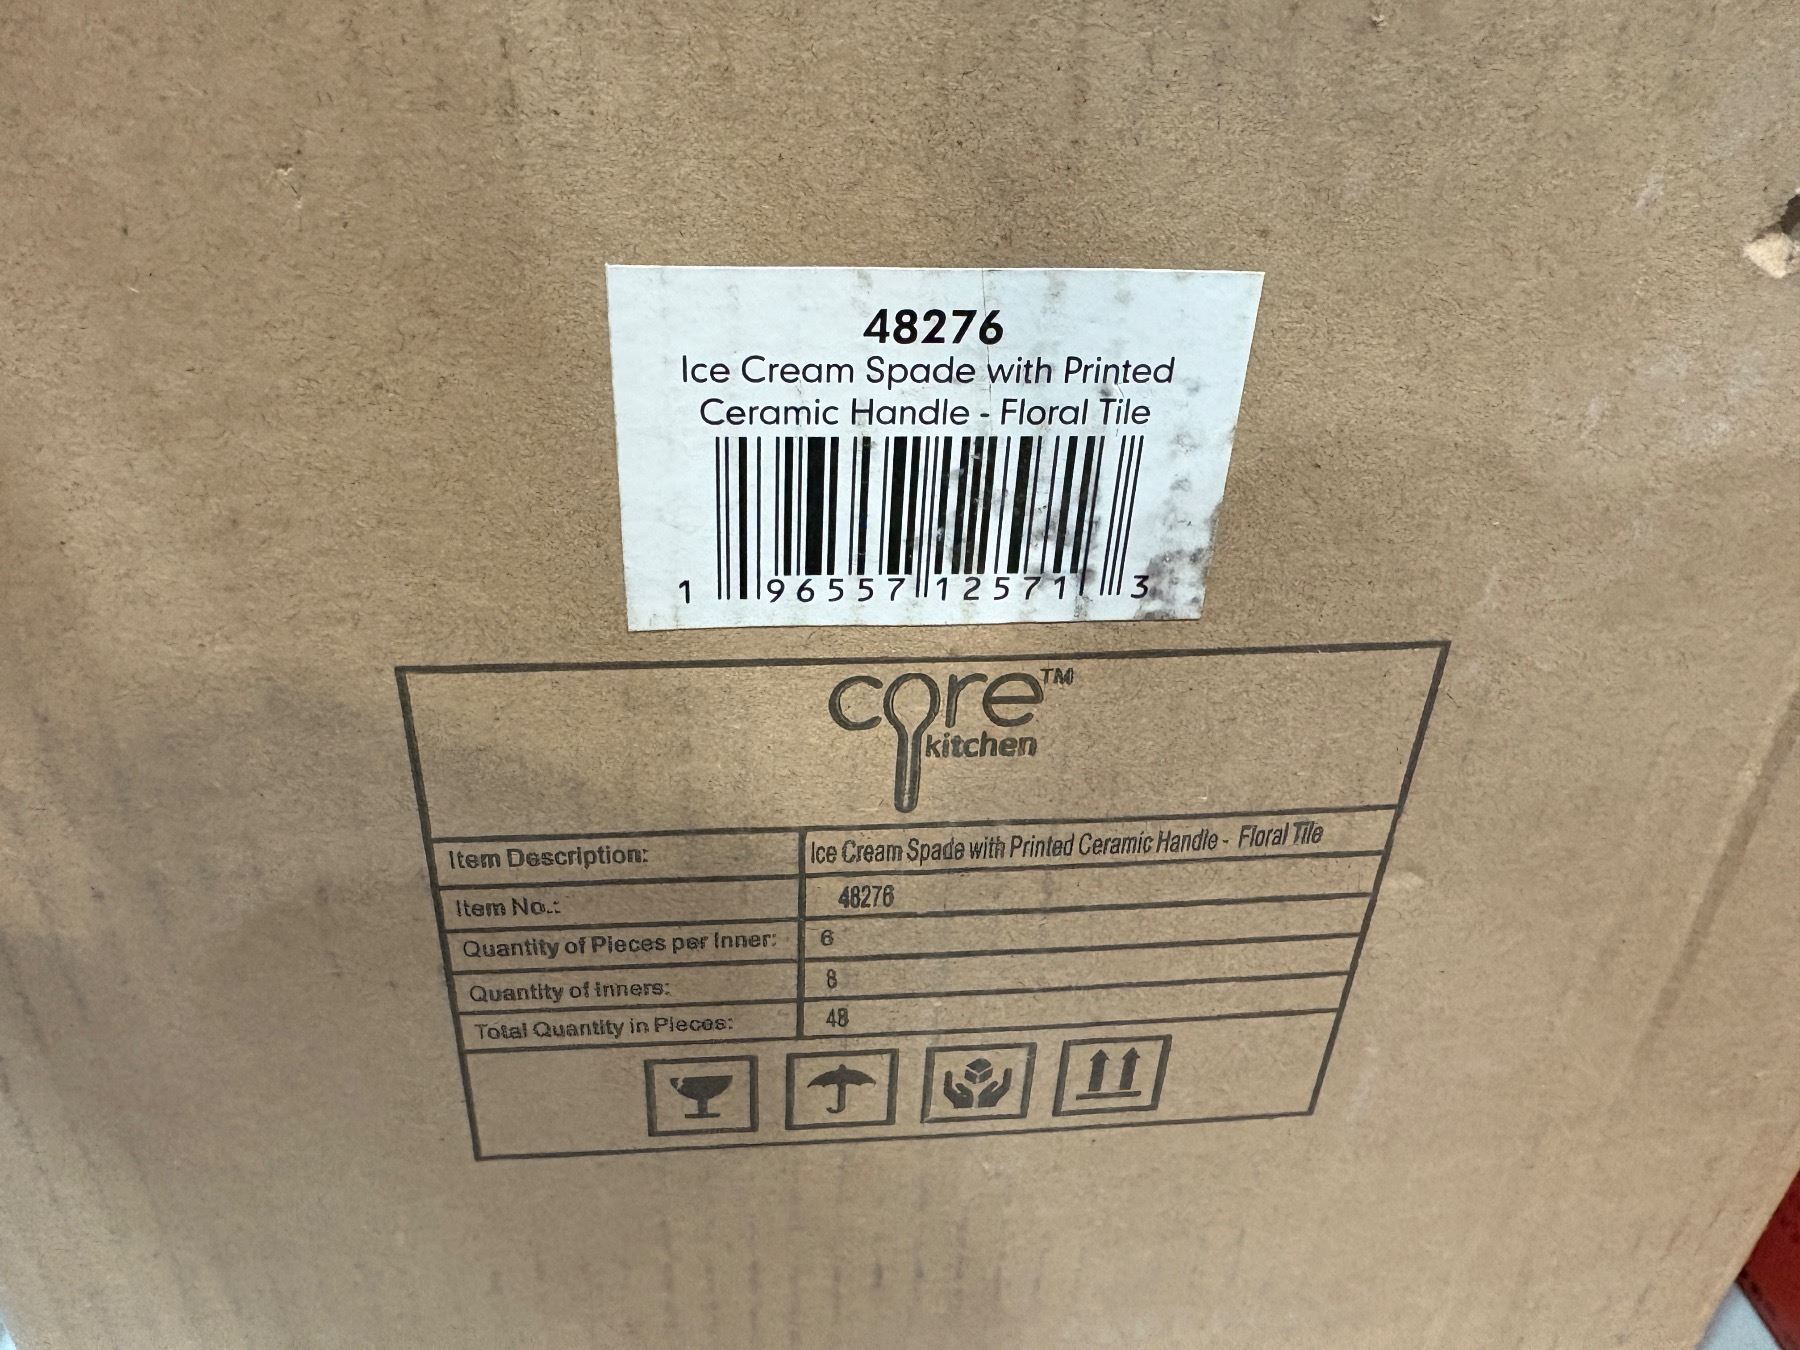 48276
Ice Cream Spade with Printed
Ceramic Handle - Floral Tile
1 96557 12571 3
core™
kitchen
Item Description: Ice Cream Spade with Printed Ceramic Handle - Floral Tile
Item No.: 48276
Quantity of Pieces per Inner: 6
Quantity of Inners: 8
Total Quantity in Pieces: 48